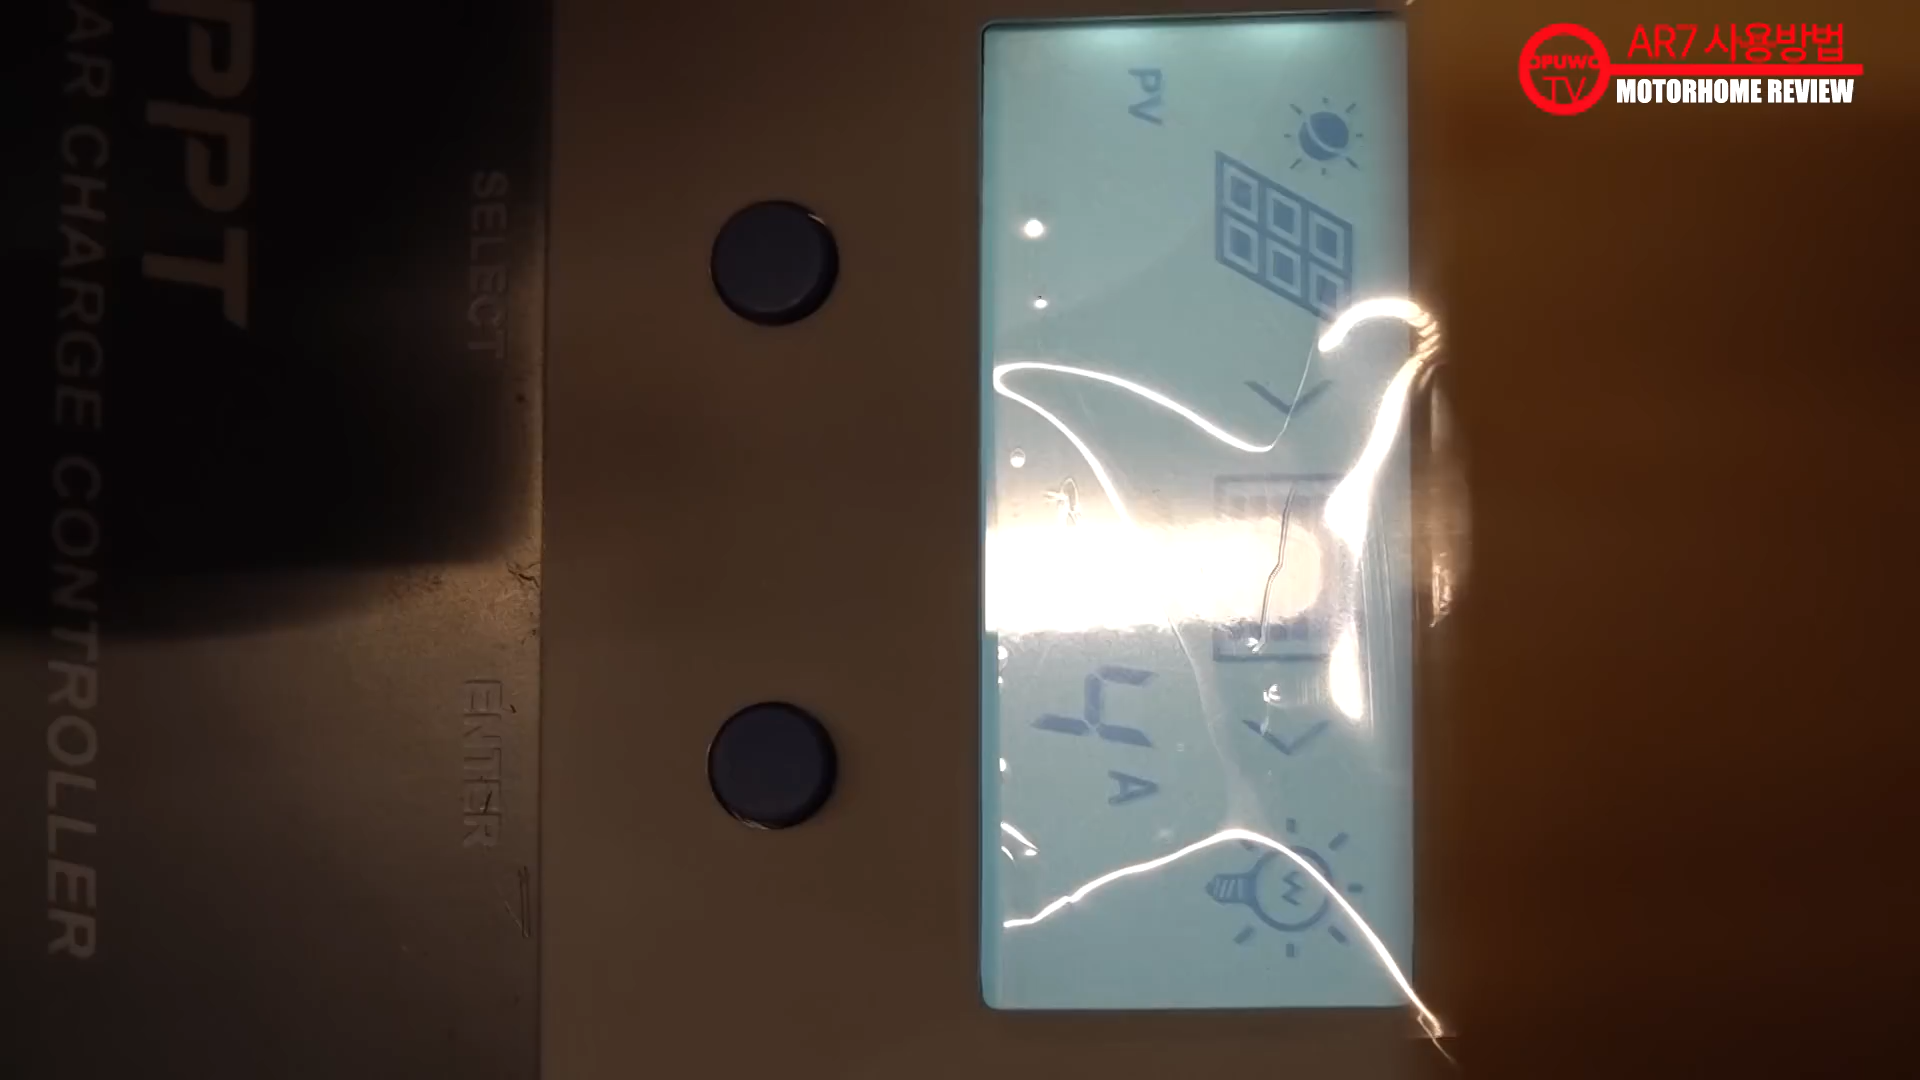 AR7 사용방법
OPUWO
TV
MOTORHOME REVIEW
PPT
AR CHARGE CONTROLLER
SELECT
ENTER
PV
4 A